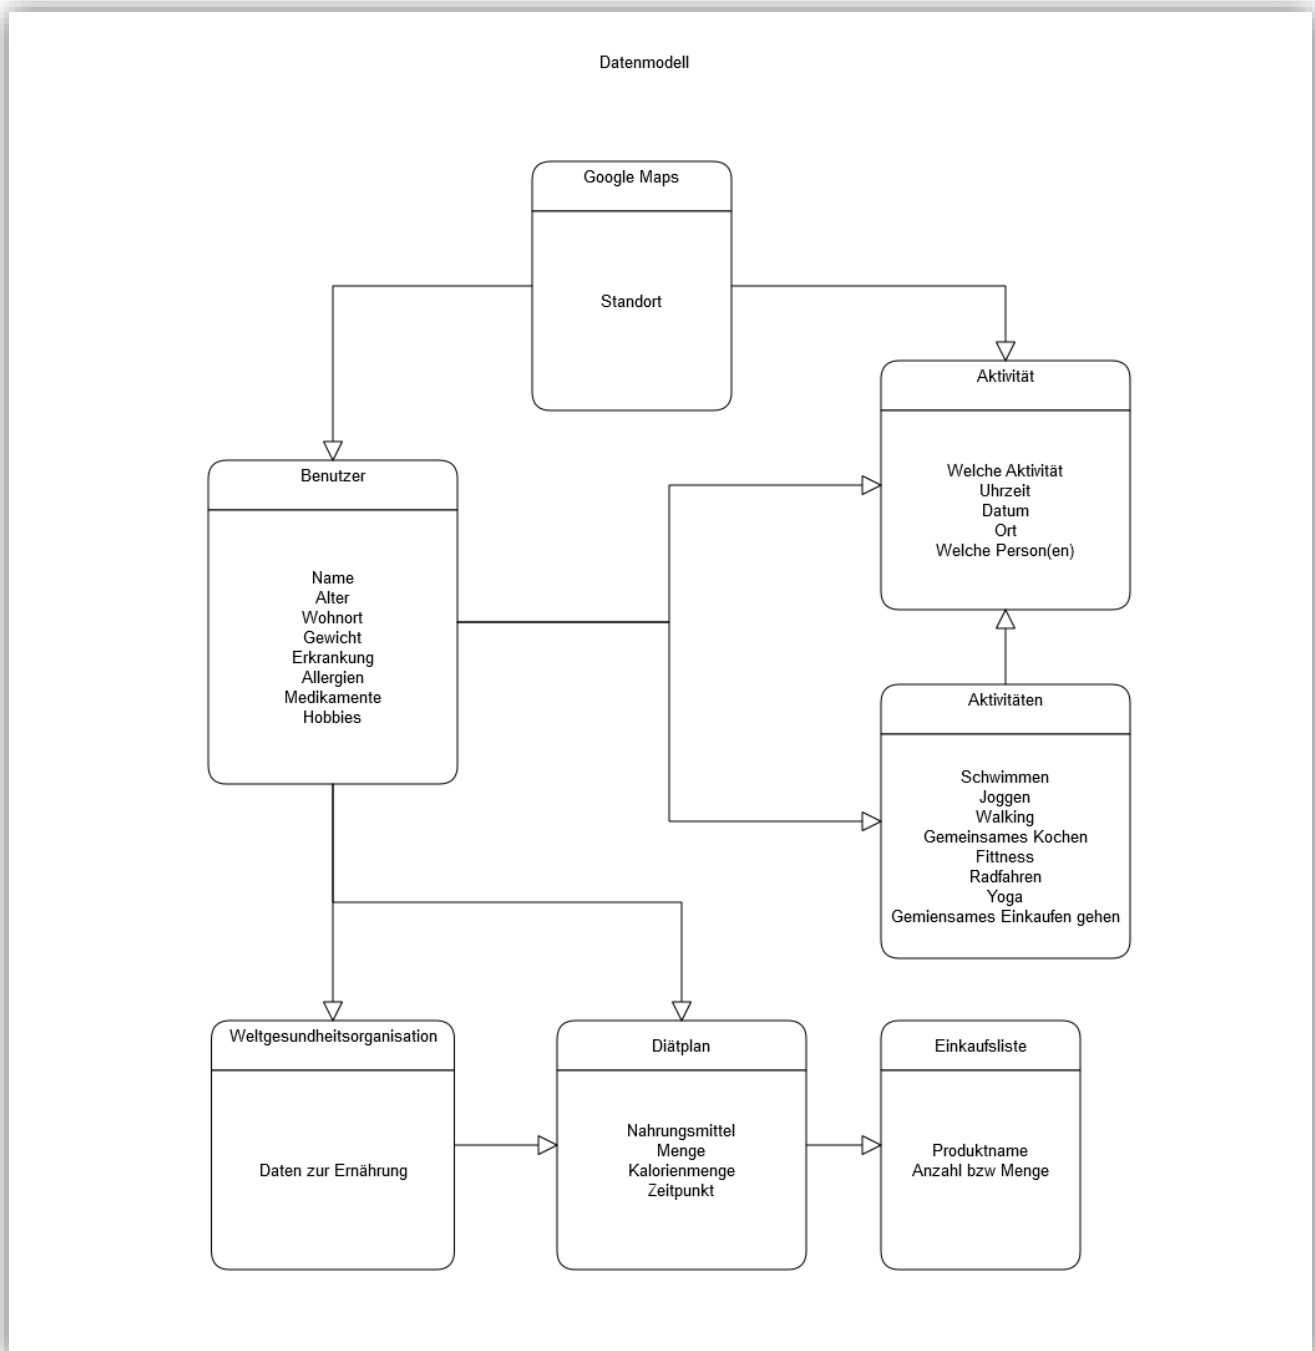 Datenmodell
Google Maps
Standort
Aktivität
Welche Aktivität
Uhrzeit
Datum
Ort
Welche Person(en)
Benutzer
Name
Alter
Wohnort
Gewicht
Erkrankung
Allergien
Medikamente
Hobbies
Aktivitäten
Schwimmen
Joggen
Walking
Gemeinsames Kochen
Fittness
Radfahren
Yoga
Gemiensames Einkaufen gehen
Weltgesundheitsorganisation
Daten zur Ernährung
Diätplan
Nahrungsmittel
Menge
Kalorienmenge
Zeitpunkt
Einkaufsliste
Produktname
Anzahl bzw Menge